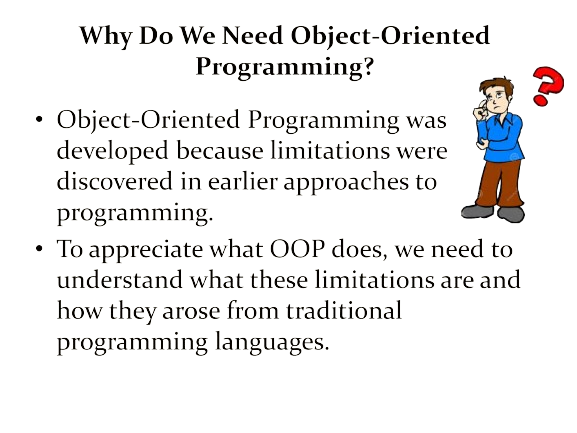 Why Do We Need Object-Oriented
Programming?
• Object-Oriented Programming was
developed because limitations were
discovered in earlier approaches to
programming.
• To appreciate what OOP does, we need to
understand what these limitations are and
how they arose from traditional
programming languages.
?